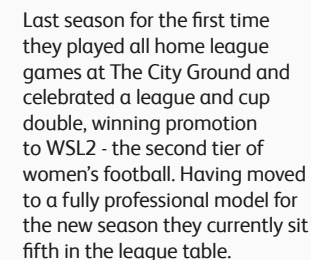 Last season for the first time
they played all home league
games at The City Ground and
celebrated a league and cup
double, winning promotion
to WSL2 - the second tier of
women's football. Having moved
to a fully professional model for
the new season they currently sit
fifth in the league table.